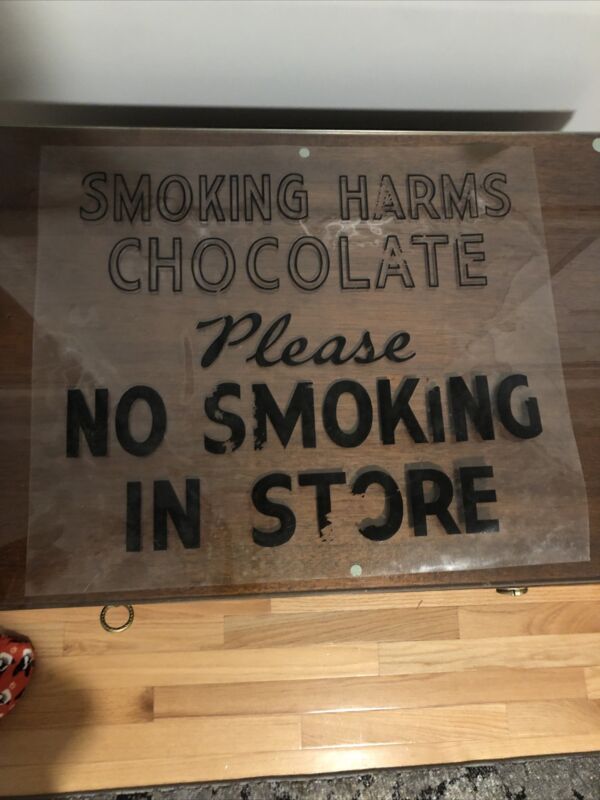 SMOKING HARMS
CHOCOLATE
Please
NO SMOKING
IN STORE